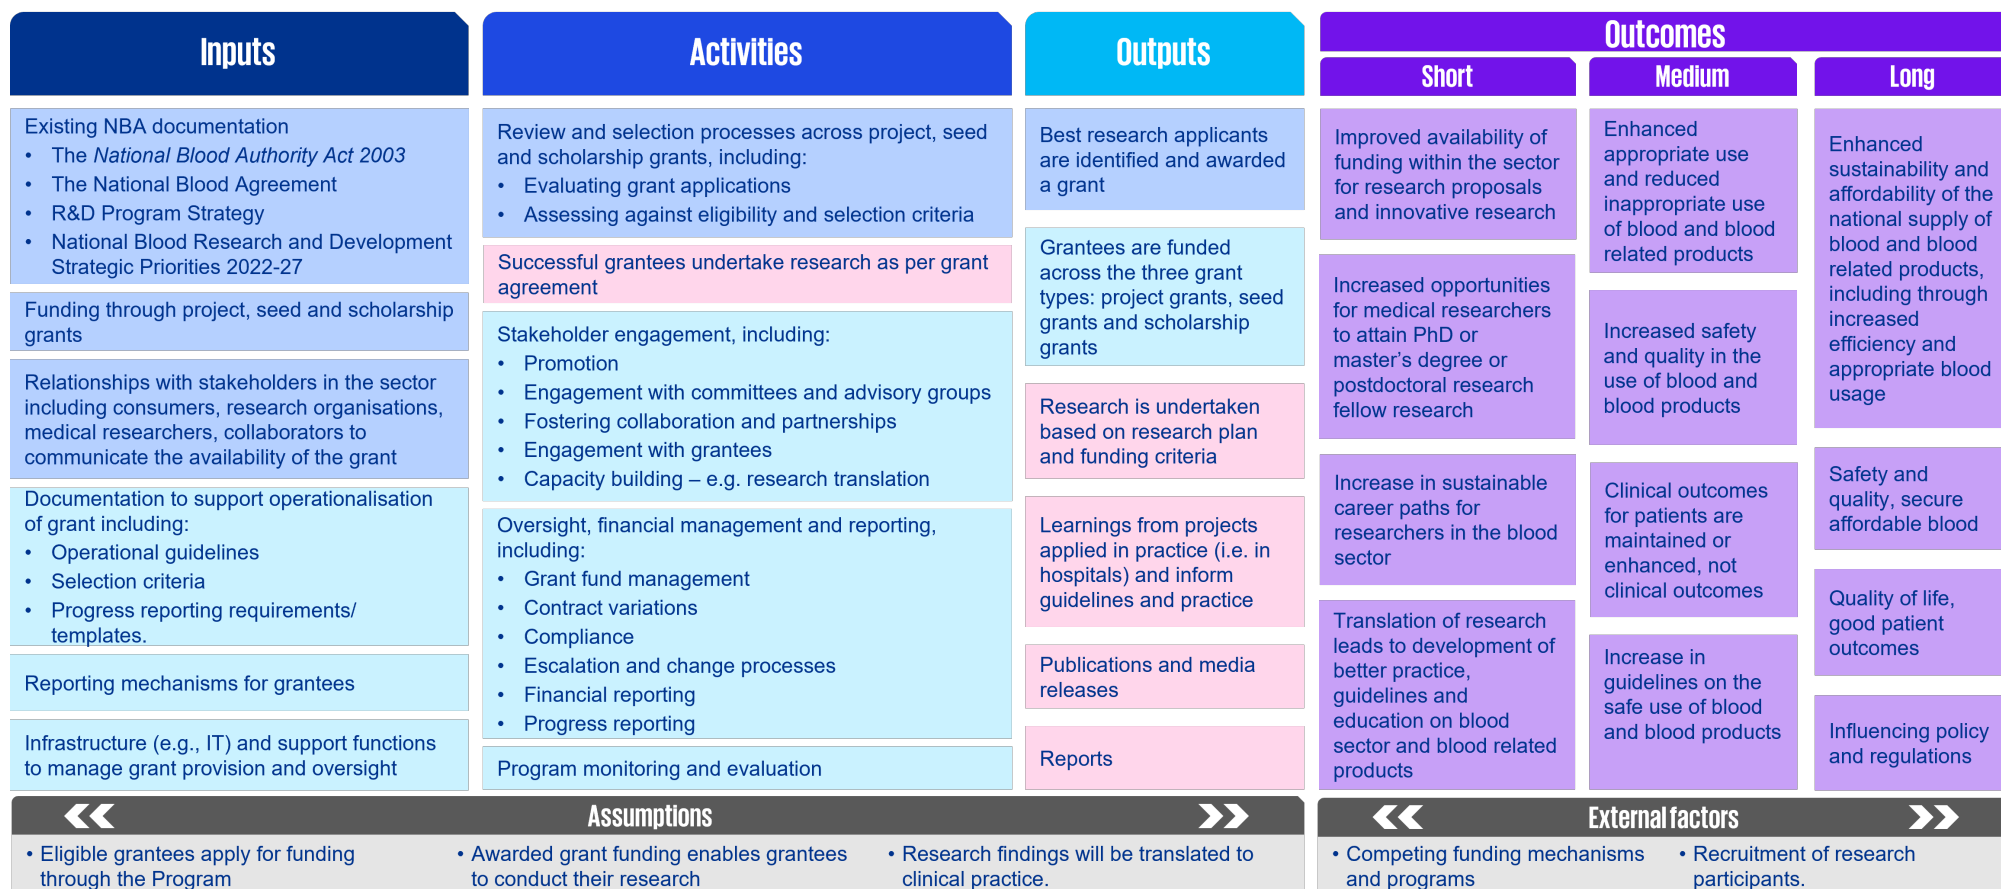 Inputs
Activities
Outputs
Outcomes
Short
Medium
Long
Existing NBA documentation
• The National Blood Authority Act 2003
• The National Blood Agreement
• R&D Program Strategy
• National Blood Research and Development
Strategic Priorities 2022-27
Funding through project, seed and scholarship
grants
Relationships with stakeholders in the sector
including consumers, research organisations,
medical researchers, collaborators to
communicate the availability of the grant
Documentation to support operationalisation
of grant including:
• Operational guidelines
• Selection criteria
• Progress reporting requirements/
templates.
Reporting mechanisms for grantees
Infrastructure (e.g., IT) and support functions
to manage grant provision and oversight
Review and selection processes across project, seed
and scholarship grants, including:
• Evaluating grant applications
• Assessing against eligibility and selection criteria
Successful grantees undertake research as per grant
agreement
Stakeholder engagement, including:
• Promotion
• Engagement with committees and advisory groups
• Fostering collaboration and partnerships
• Engagement with grantees
• Capacity building – e.g. research translation
Oversight, financial management and reporting,
including:
• Grant fund management
• Contract variations
• Compliance
• Escalation and change processes
• Financial reporting
• Progress reporting
Program monitoring and evaluation
Best research applicants
are identified and awarded
a grant
Grantees are funded
across the three grant
types: project grants, seed
grants and scholarship
grants
Research is undertaken
based on research plan
and funding criteria
Learnings from projects
applied in practice (i.e. in
hospitals) and inform
guidelines and practice
Publications and media
releases
Reports
Improved availability of
funding within the sector
for research proposals
and innovative research
Increased opportunities
for medical researchers
to attain PhD or
master's degree or
postdoctoral research
fellow research
Increase in sustainable
career paths for
researchers in the blood
sector
Translation of research
leads to development of
better practice,
guidelines and
education on blood
sector and blood related
products
Enhanced
appropriate use
and reduced
inappropriate use
of blood and blood
related products
Increased safety
and quality in the
use of blood and
blood products
Clinical outcomes
for patients are
maintained or
enhanced, not
clinical outcomes
Increase in
guidelines on the
safe use of blood
and blood products
Enhanced
sustainability and
affordability of the
national supply of
blood and blood
related products,
including through
increased
efficiency and
appropriate blood
usage
Safety and
quality, secure
affordable blood
Quality of life,
good patient
outcomes
Influencing policy
and regulations
Assumptions
• Eligible grantees apply for funding
through the Program
• Awarded grant funding enables grantees
to conduct their research
• Research findings will be translated to
clinical practice.
External factors
• Competing funding mechanisms
and programs
• Recruitment of research
participants.